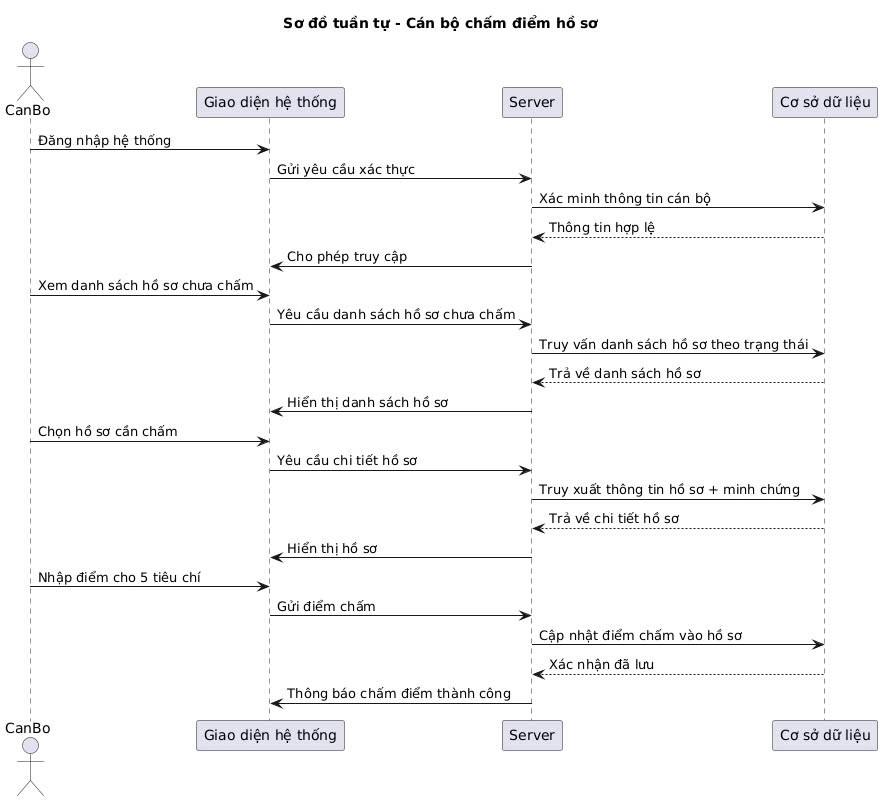 Sơ đồ tuần tự - Cán bộ chấm điểm hồ sơ
CanBo
Giao diện hệ thống
Server
Cơ sở dữ liệu
Đăng nhập hệ thống
Gửi yêu cầu xác thực
Xác minh thông tin cán bộ
Thông tin hợp lệ
Cho phép truy cập
Xem danh sách hồ sơ chưa chấm
Yêu cầu danh sách hồ sơ chưa chấm
Truy vấn danh sách hồ sơ theo trạng thái
Trả về danh sách hồ sơ
Hiển thị danh sách hồ sơ
Chọn hồ sơ cần chấm
Yêu cầu chi tiết hồ sơ
Truy xuất thông tin hồ sơ + minh chứng
Trả về chi tiết hồ sơ
Hiển thị hồ sơ
Nhập điểm cho 5 tiêu chí
Gửi điểm chấm
Cập nhật điểm chấm vào hồ sơ
Xác nhận đã lưu
Thông báo chấm điểm thành công
CanBo
Giao diện hệ thống
Server
Cơ sở dữ liệu